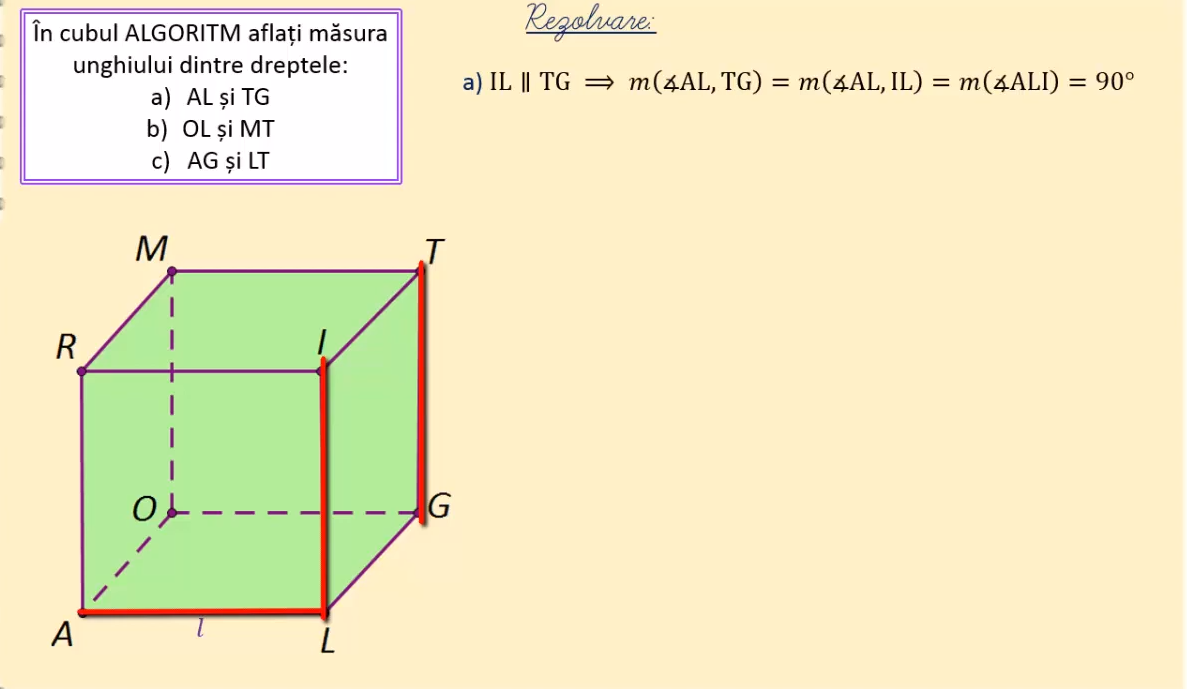 În cubul ALGORITM aflați măsura
unghiului dintre dreptele:
a) AL și TG
b) OL și MT
c) AG și LT
Rezolvare:
a) IL ∥ TG ⟹ m(∡AL, TG) = m(∡AL, IL) = m(∡ALI) = 90°
M
T
R
I
O
G
A
l
L